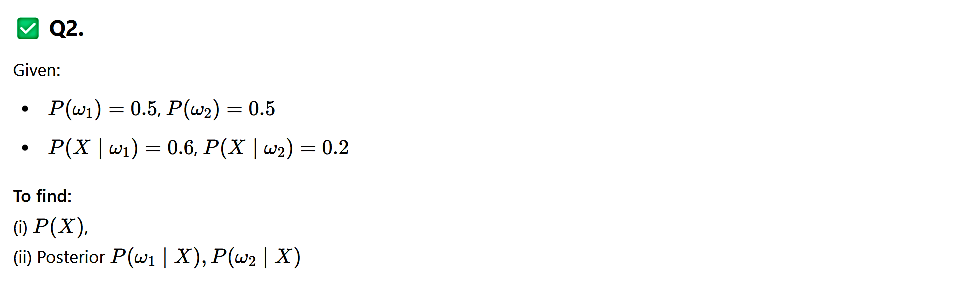 ✅ Q2.
Given:
• P(ω₁) = 0.5, P(ω₂) = 0.5
• P(X | ω₁) = 0.6, P(X | ω₂) = 0.2
To find:
(i) P(X),
(ii) Posterior P(ω₁ | X), P(ω₂ | X)